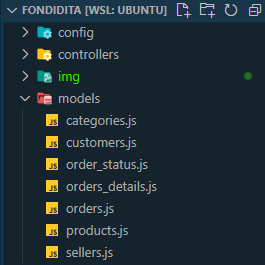 FONDIDITA [WSL: UBUNTU]
config
controllers
img
models
JS categories.js
JS customers.js
JS order_status.js
JS orders_details.js
JS orders.js
JS products.js
JS sellers.js